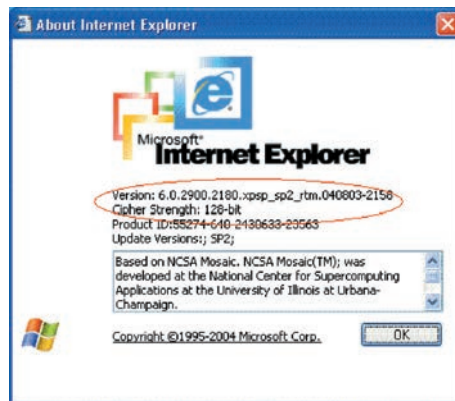 About Internet Explorer
Microsoft®
Internet Explorer
Version: 6.0.2900.2180.xpsp_sp2_rtm.040803-2158
Cipher Strength: 128-bit
Product ID:55274-640-2430633-23563
Update Versions:; SP2;
Based on NCSA Mosaic. NCSA Mosaic(TM); was
developed at the National Center for Supercomputing
Applications at the University of Illinois at Urbana-
Champaign.
Copyright ©1995-2004 Microsoft Corp.
OK